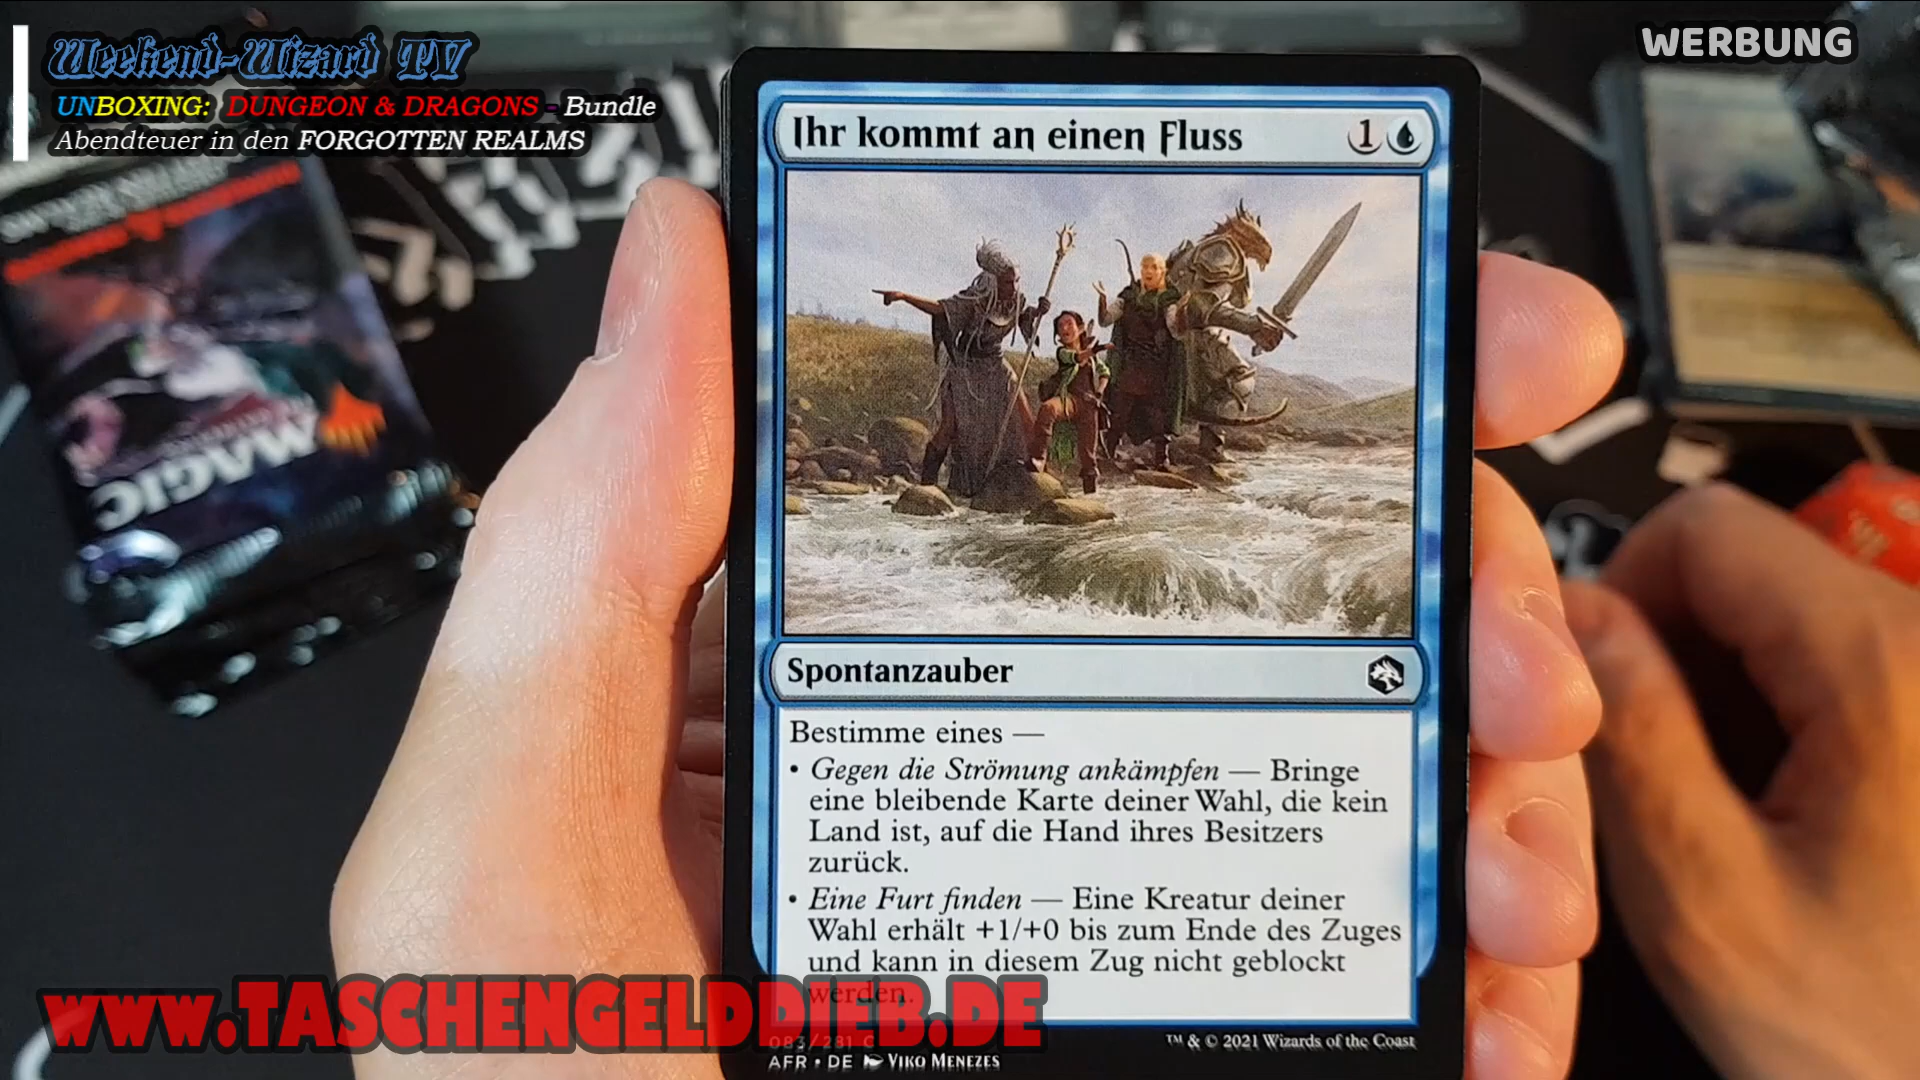 Weekend-Wizard TV
WERBUNG
UNBOXING: DUNGEON & DRAGONS - Bundle
Abendteuer in den FORGOTTEN REALMS
Ihr kommt an einen Fluss 1
MAGIC
Spontanzauber
Bestimme eines —
• Gegen die Strömung ankämpfen — Bringe
eine bleibende Karte deiner Wahl, die kein
Land ist, auf die Hand ihres Besitzers
zurück.
• Eine Furt finden — Eine Kreatur deiner
Wahl erhält +1/+0 bis zum Ende des Zuges
und kann in diesem Zug nicht geblockt
werden.
www.TASCHENGELDDIEB.DE
083/281 C
™ & © 2021 Wizards of the Coast
AFR • DE VIKO MENEZES